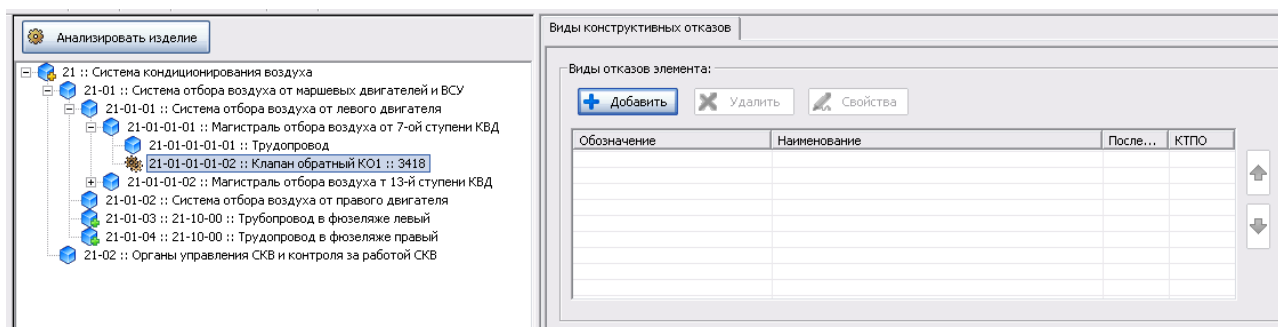 Анализировать изделие
21 :: Система кондиционирования воздуха
21-01 :: Система отбора воздуха от маршевых двигателей и ВСУ
21-01-01 :: Система отбора воздуха от левого двигателя
21-01-01-01 :: Магистраль отбора воздуха от 7-ой ступени КВД
21-01-01-01-01 :: Трудопровод
21-01-01-01-02 :: Клапан обратный КО1 :: 3418
21-01-01-02 :: Магистраль отбора воздуха т 13-й ступени КВД
21-01-02 :: Система отбора воздуха от правого двигателя
21-01-03 :: 21-10-00 :: Трубопровод в фюзеляже левый
21-01-04 :: 21-10-00 :: Трудопровод в фюзеляже правый
21-02 :: Органы управления СКВ и контроля за работой СКВ
Виды конструктивных отказов
Виды отказов элемента:
Добавить Удалить Свойства
Обозначение Наименование После... КТПО